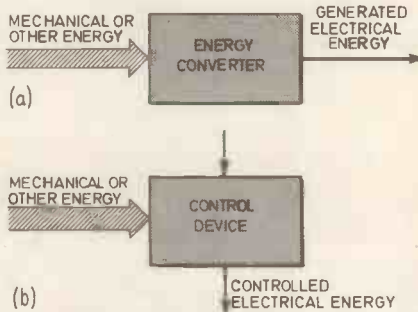 MECHANICAL OR
OTHER ENERGY
ENERGY
CONVERTER
GENERATED
ELECTRICAL
ENERGY
(a)
MECHANICAL OR
OTHER ENERGY
CONTROL
DEVICE
(b)
CONTROLLED
ELECTRICAL ENERGY